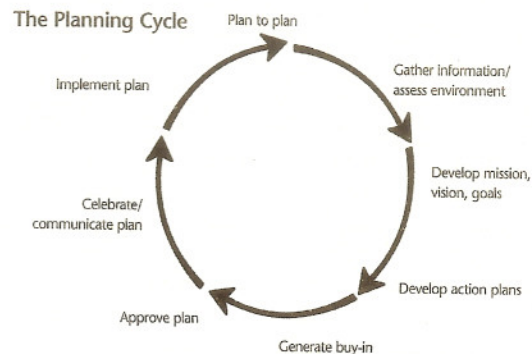 The Planning Cycle
Plan to plan
Gather information/
assess environment
Develop mission,
vision, goals
Develop action plans
Generate buy-in
Approve plan
Celebrate/
communicate plan
Implement plan